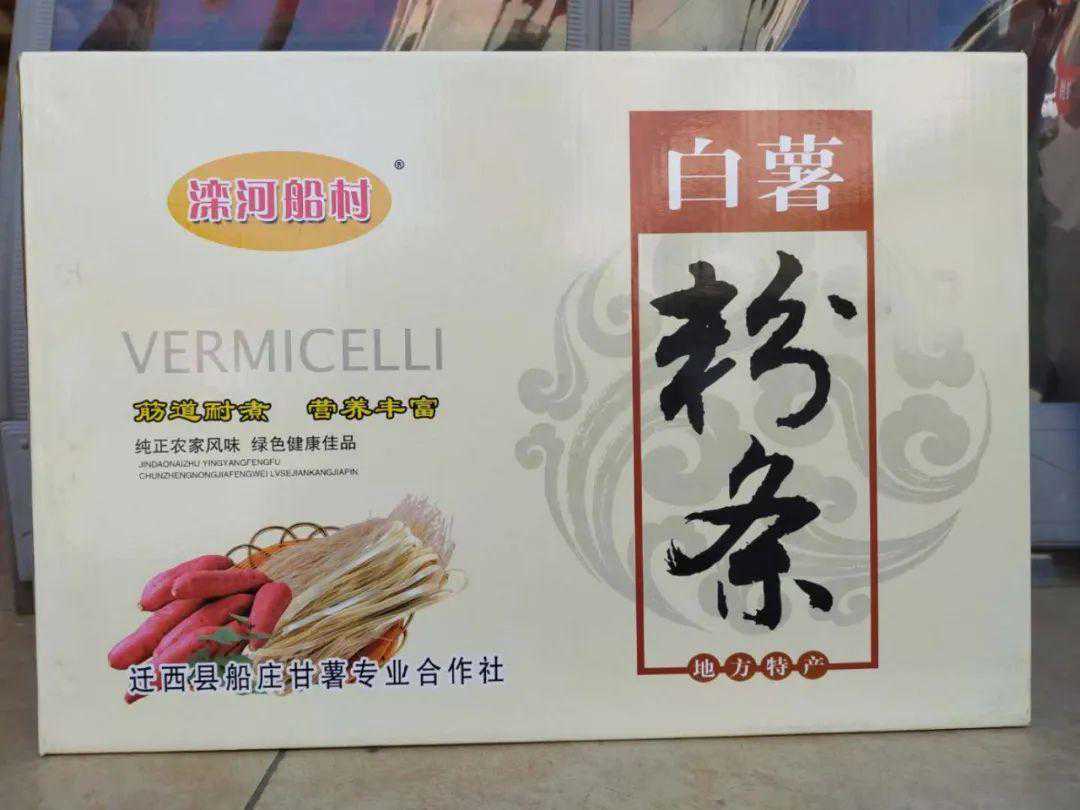 滦河船村®
VERMICELLI
筋道耐煮 营养丰富
纯正农家风味 绿色健康佳品
JINDAONAIZHU YINGYANGFENGFU
CHUNZHENGNONGJIAFENGWEI LVSEJIANKANGJIAPIN
迁西县船庄甘薯专业合作社
白薯
粉条
地方特产